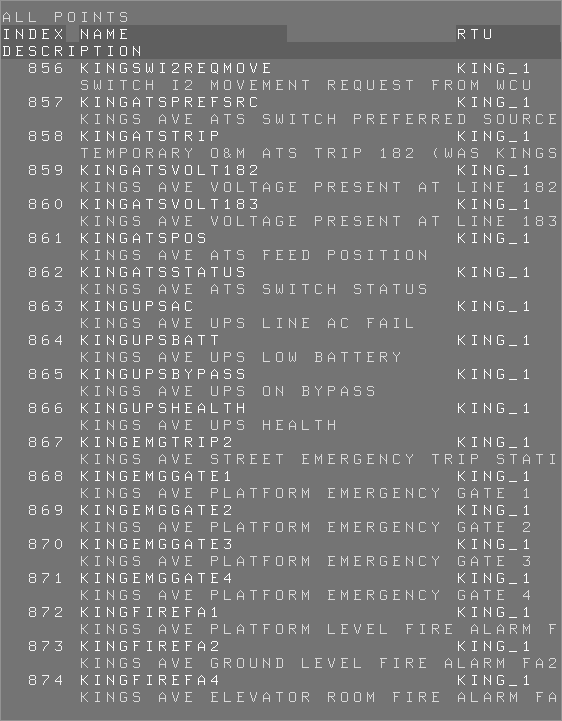 ALL POINTS
INDEX NAME RTU
DESCRIPTION
856 KINGSWI2REQMOVE KING_1
SWITCH I2 MOVEMENT REQUEST FROM WCU
857 KINGATSPREFSRC KING_1
KINGS AVE ATS SWITCH PREFERRED SOURCE
858 KINGATSTRIP KING_1
TEMPORARY O&M ATS TRIP 182 (WAS KINGS
859 KINGATSVOLT182 KING_1
KINGS AVE VOLTAGE PRESENT AT LINE 182
860 KINGATSVOLT183 KING_1
KINGS AVE VOLTAGE PRESENT AT LINE 183
861 KINGATSPOS KING_1
KINGS AVE ATS FEED POSITION
862 KINGATSSTATUS KING_1
KINGS AVE ATS SWITCH STATUS
863 KINGUPSAC KING_1
KINGS AVE UPS LINE AC FAIL
864 KINGUPSBATT KING_1
KINGS AVE UPS LOW BATTERY
865 KINGUPSBYPASS KING_1
KINGS AVE UPS ON BYPASS
866 KINGUPSHEALTH KING_1
KINGS AVE UPS HEALTH
867 KINGEMGTRIP2 KING_1
KINGS AVE STREET EMERGENCY TRIP STATI
868 KINGEMGGATE1 KING_1
KINGS AVE PLATFORM EMERGENCY GATE 1
869 KINGEMGGATE2 KING_1
KINGS AVE PLATFORM EMERGENCY GATE 2
870 KINGEMGGATE3 KING_1
KINGS AVE PLATFORM EMERGENCY GATE 3
871 KINGEMGGATE4 KING_1
KINGS AVE PLATFORM EMERGENCY GATE 4
872 KINGFIREFA1 KING_1
KINGS AVE PLATFORM LEVEL FIRE ALARM F
873 KINGFIREFA2 KING_1
KINGS AVE GROUND LEVEL FIRE ALARM FA2
874 KINGFIREFA4 KING_1
KINGS AVE ELEVATOR ROOM FIRE ALARM FA